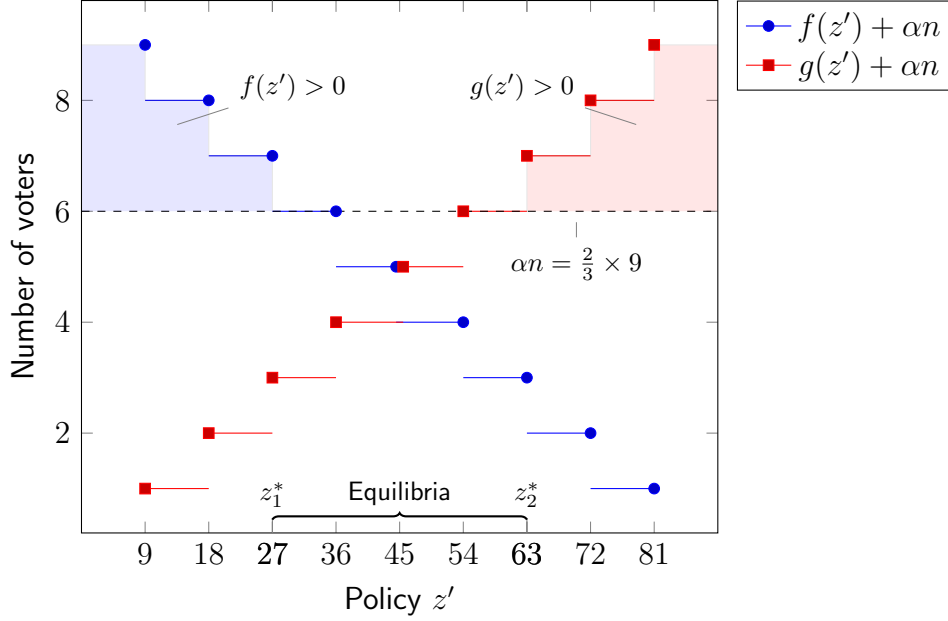 f(z′) + αn
g(z′) + αn
f(z′) > 0
g(z′) > 0
αn = 2/3 × 9
Number of voters
8
6
4
2
z₁* Equilibria z₂*
9 18 27 36 45 54 63 72 81
Policy z′